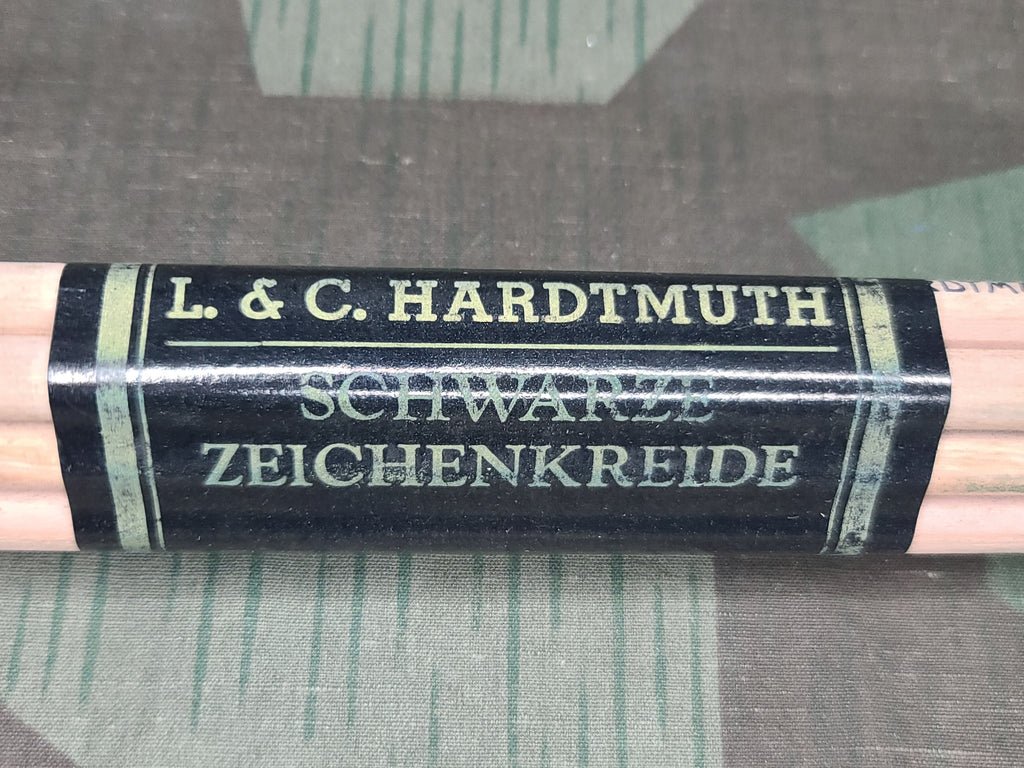 L. & C. HARDTMUTH
SCHWARZE
ZEICHENKREIDE